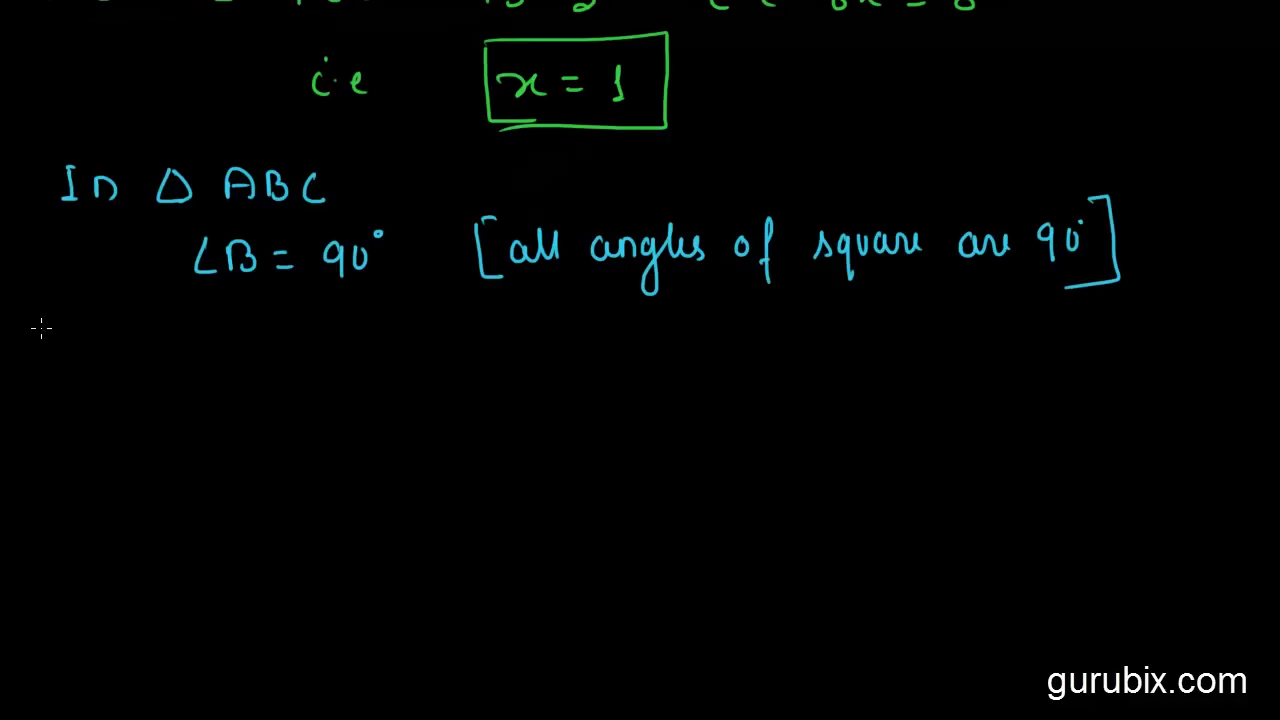 i.e x = 1
In Δ ABC
∠B = 90° [all angles of square are 90°]
gurubix.com